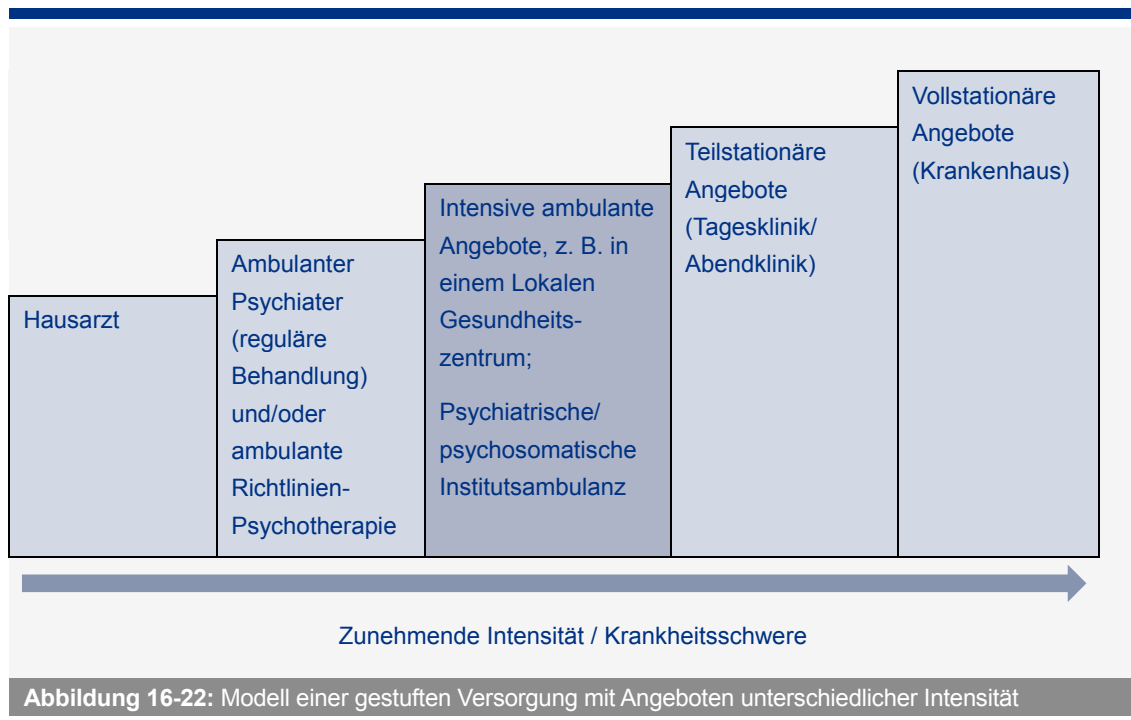 Hausarzt
Ambulanter
Psychiater
(reguläre
Behandlung)
und/oder
ambulante
Richtlinien-
Psychotherapie
Intensive ambulante
Angebote, z. B. in
einem Lokalen
Gesundheits-
zentrum;
Psychiatrische/
psychosomatische
Institutsambulanz
Teilstationäre
Angebote
(Tagesklinik/
Abendklinik)
Vollstationäre
Angebote
(Krankenhaus)
Zunehmende Intensität / Krankheitsschwere
Abbildung 16-22: Modell einer gestuften Versorgung mit Angeboten unterschiedlicher Intensität